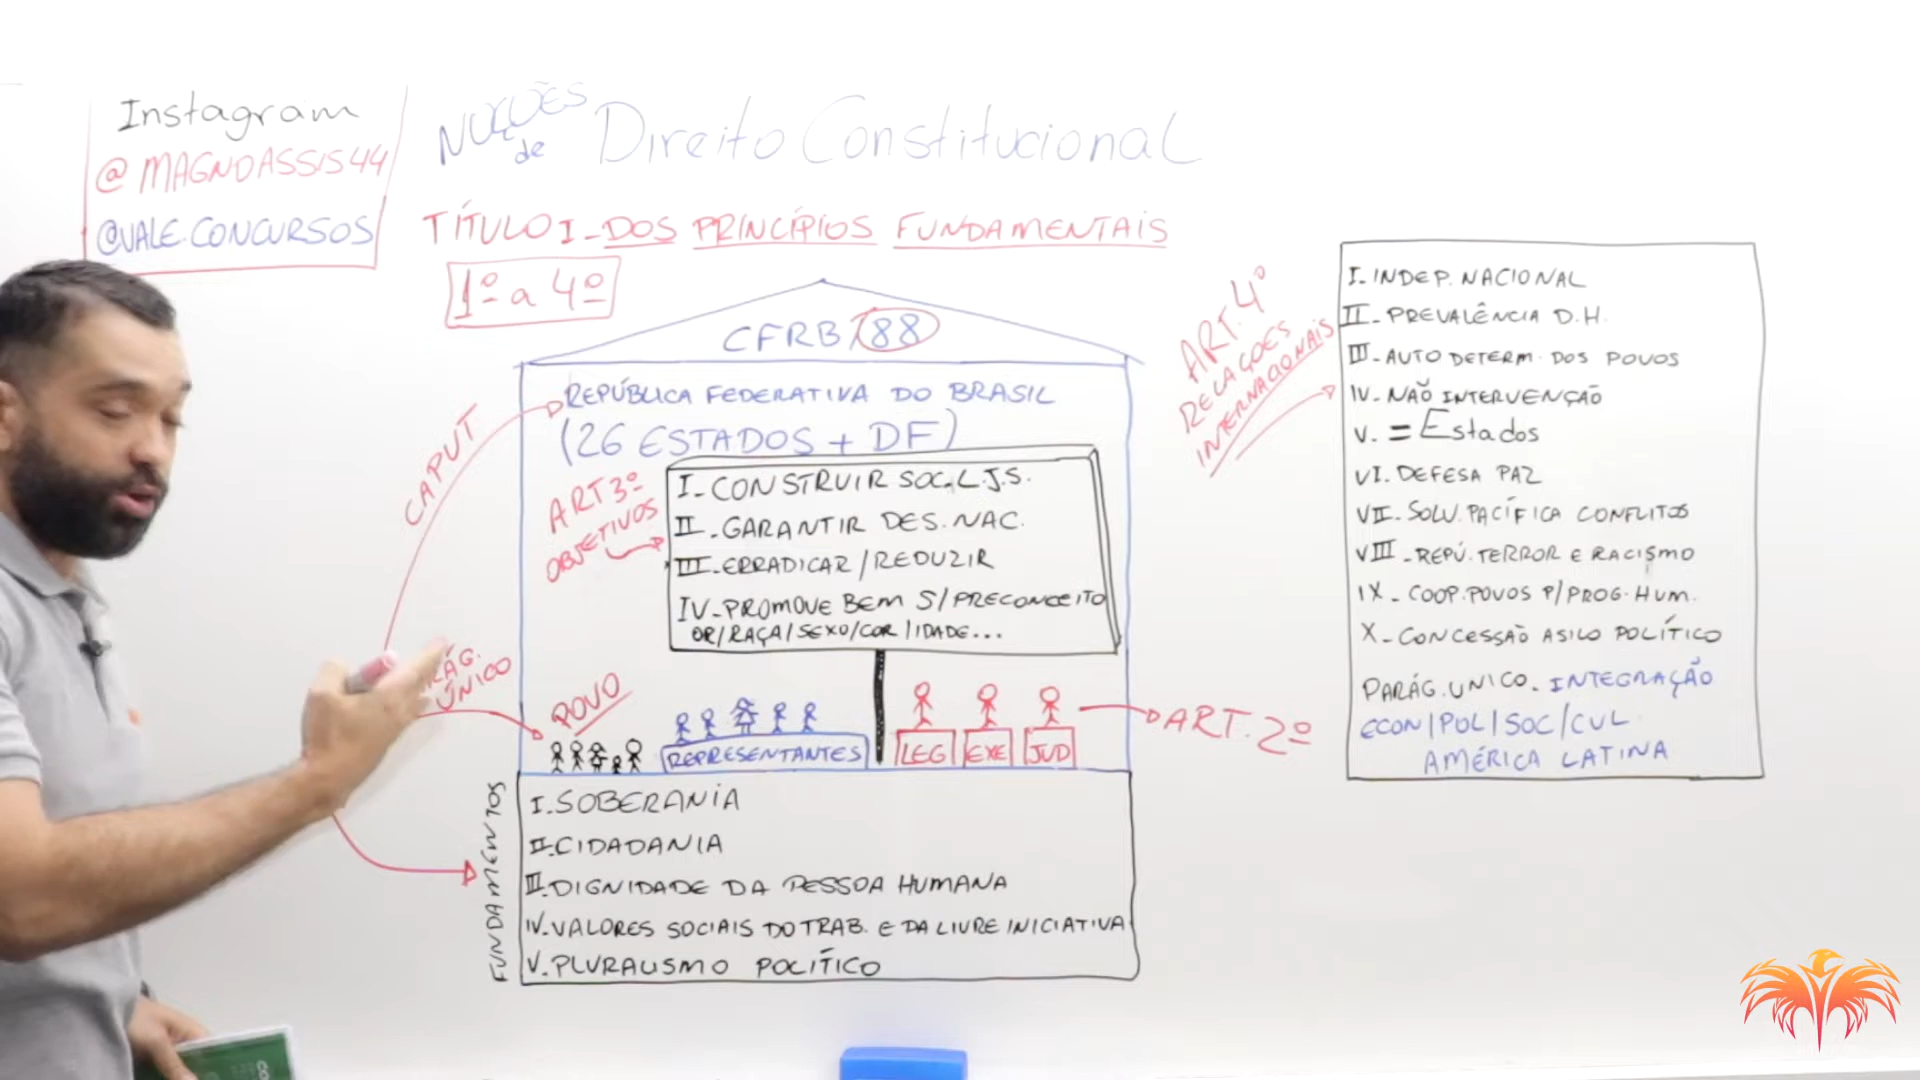 Instagram
@MAGNOASSIS44
@VALE.CONCURSOS
NOÇÕES
de
Direito Constitucional
TÍTULO I - DOS PRINCÍPIOS FUNDAMENTAIS
1º a 4º
CFRB/88
REPÚBLICA FEDERATIVA DO BRASIL
(26 ESTADOS + DF)
CAPUT
ART 3º
OBJETIVOS
I - CONSTRUIR SOC. L.J.S.
II - GARANTIR DES. NAC.
III - ERRADICAR / REDUZIR
IV - PROMOVE BEM S/ PRECONCEITO
OR/RAÇA/SEXO/COR/IDADE...
ÚNICO
POVO
REPRESENTANTES
LEG EXE JUD
ART. 2º
FUNDAMENTOS
I. SOBERANIA
II. CIDADANIA
III. DIGNIDADE DA PESSOA HUMANA
IV. VALORES SOCIAIS DO TRAB. E DA LIVRE INICIATIVA
V. PLURALISMO POLÍTICO
ART. 4º
RELAÇÕES
INTERNACIONAIS
I. INDEP. NACIONAL
II - PREVALÊNCIA D.H.
III - AUTO DETERM. DOS POVOS
IV - NÃO INTERVENÇÃO
V. = Estados
VI. DEFESA PAZ
VII - SOLU. PACÍFICA CONFLITOS
VIII - REPÚ. TERROR E RACISMO
IX - COOP. POVOS P/ PROG. HUM.
X - CONCESSÃO ASILO POLÍTICO
PARÁG. UNICO. INTEGRAÇÃO
ECON/POL/SOC/CUL
AMÉRICA LATINA